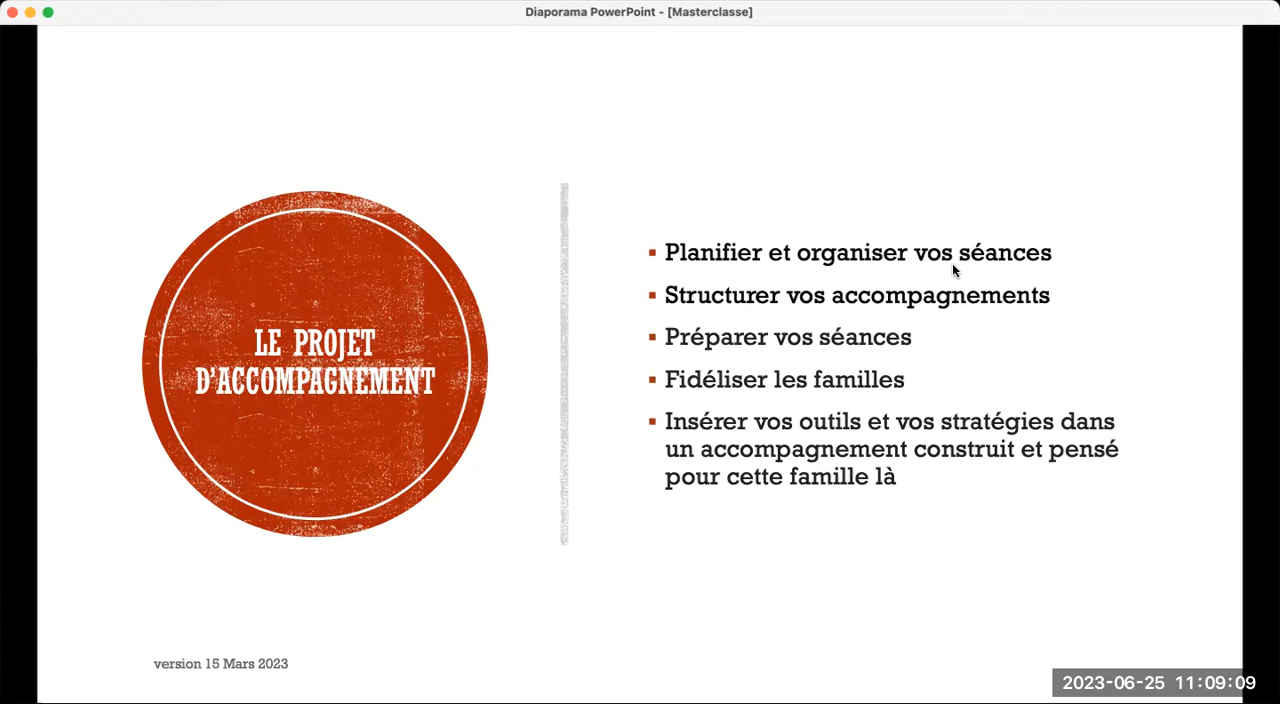 Diaporama PowerPoint - [Masterclasse]
LE PROJET
D'ACCOMPAGNEMENT
▪ Planifier et organiser vos séances
▪ Structurer vos accompagnements
▪ Préparer vos séances
▪ Fidéliser les familles
▪ Insérer vos outils et vos stratégies dans
un accompagnement construit et pensé
pour cette famille là
version 15 Mars 2023
2023-06-25 11:09:09